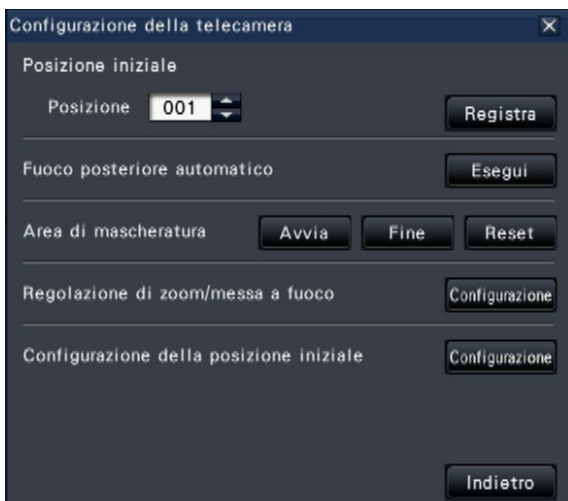 Configurazione della telecamera
Posizione iniziale
Posizione 001 Registra
Fuoco posteriore automatico Esegui
Area di mascheratura Avvia Fine Reset
Regolazione di zoom/messa a fuoco Configurazione
Configurazione della posizione iniziale Configurazione
Indietro